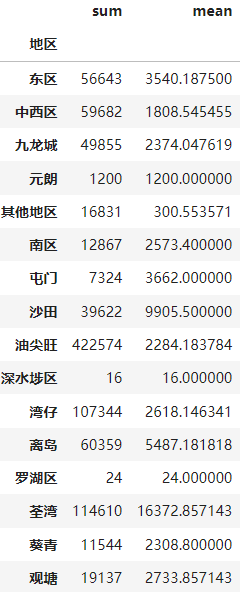 sum mean
地区
东区 56643 3540.187500
中西区 59682 1808.545455
九龙城 49855 2374.047619
元朗 1200 1200.000000
其他地区 16831 300.553571
南区 12867 2573.400000
屯门 7324 3662.000000
沙田 39622 9905.500000
油尖旺 422574 2284.183784
深水埗区 16 16.000000
湾仔 107344 2618.146341
离岛 60359 5487.181818
罗湖区 24 24.000000
荃湾 114610 16372.857143
葵青 11544 2308.800000
观塘 19137 2733.857143